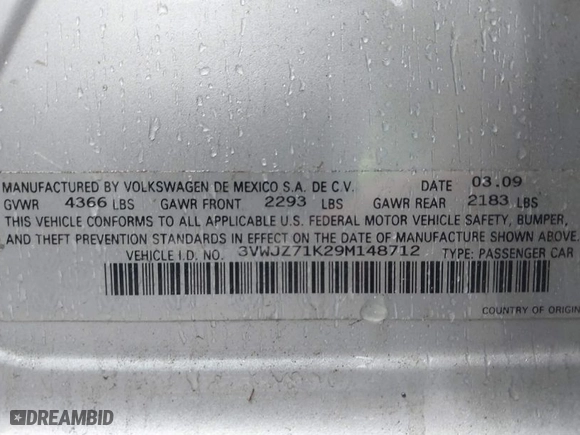 MANUFACTURED BY VOLKSWAGEN DE MEXICO S.A. DE C.V. DATE 03.09
GVWR 4366 LBS GAWR FRONT 2293 LBS GAWR REAR 2183 LBS
THIS VEHICLE CONFORMS TO ALL APPLICABLE U.S. FEDERAL MOTOR VEHICLE SAFETY, BUMPER,
AND THEFT PREVENTION STANDARDS IN EFFECT ON THE DATE OF MANUFACTURE SHOWN ABOVE.
VEHICLE I.D. NO. 3VWJZ71K29M148712 TYPE: PASSENGER CAR
COUNTRY OF ORIGIN
DREAMBID